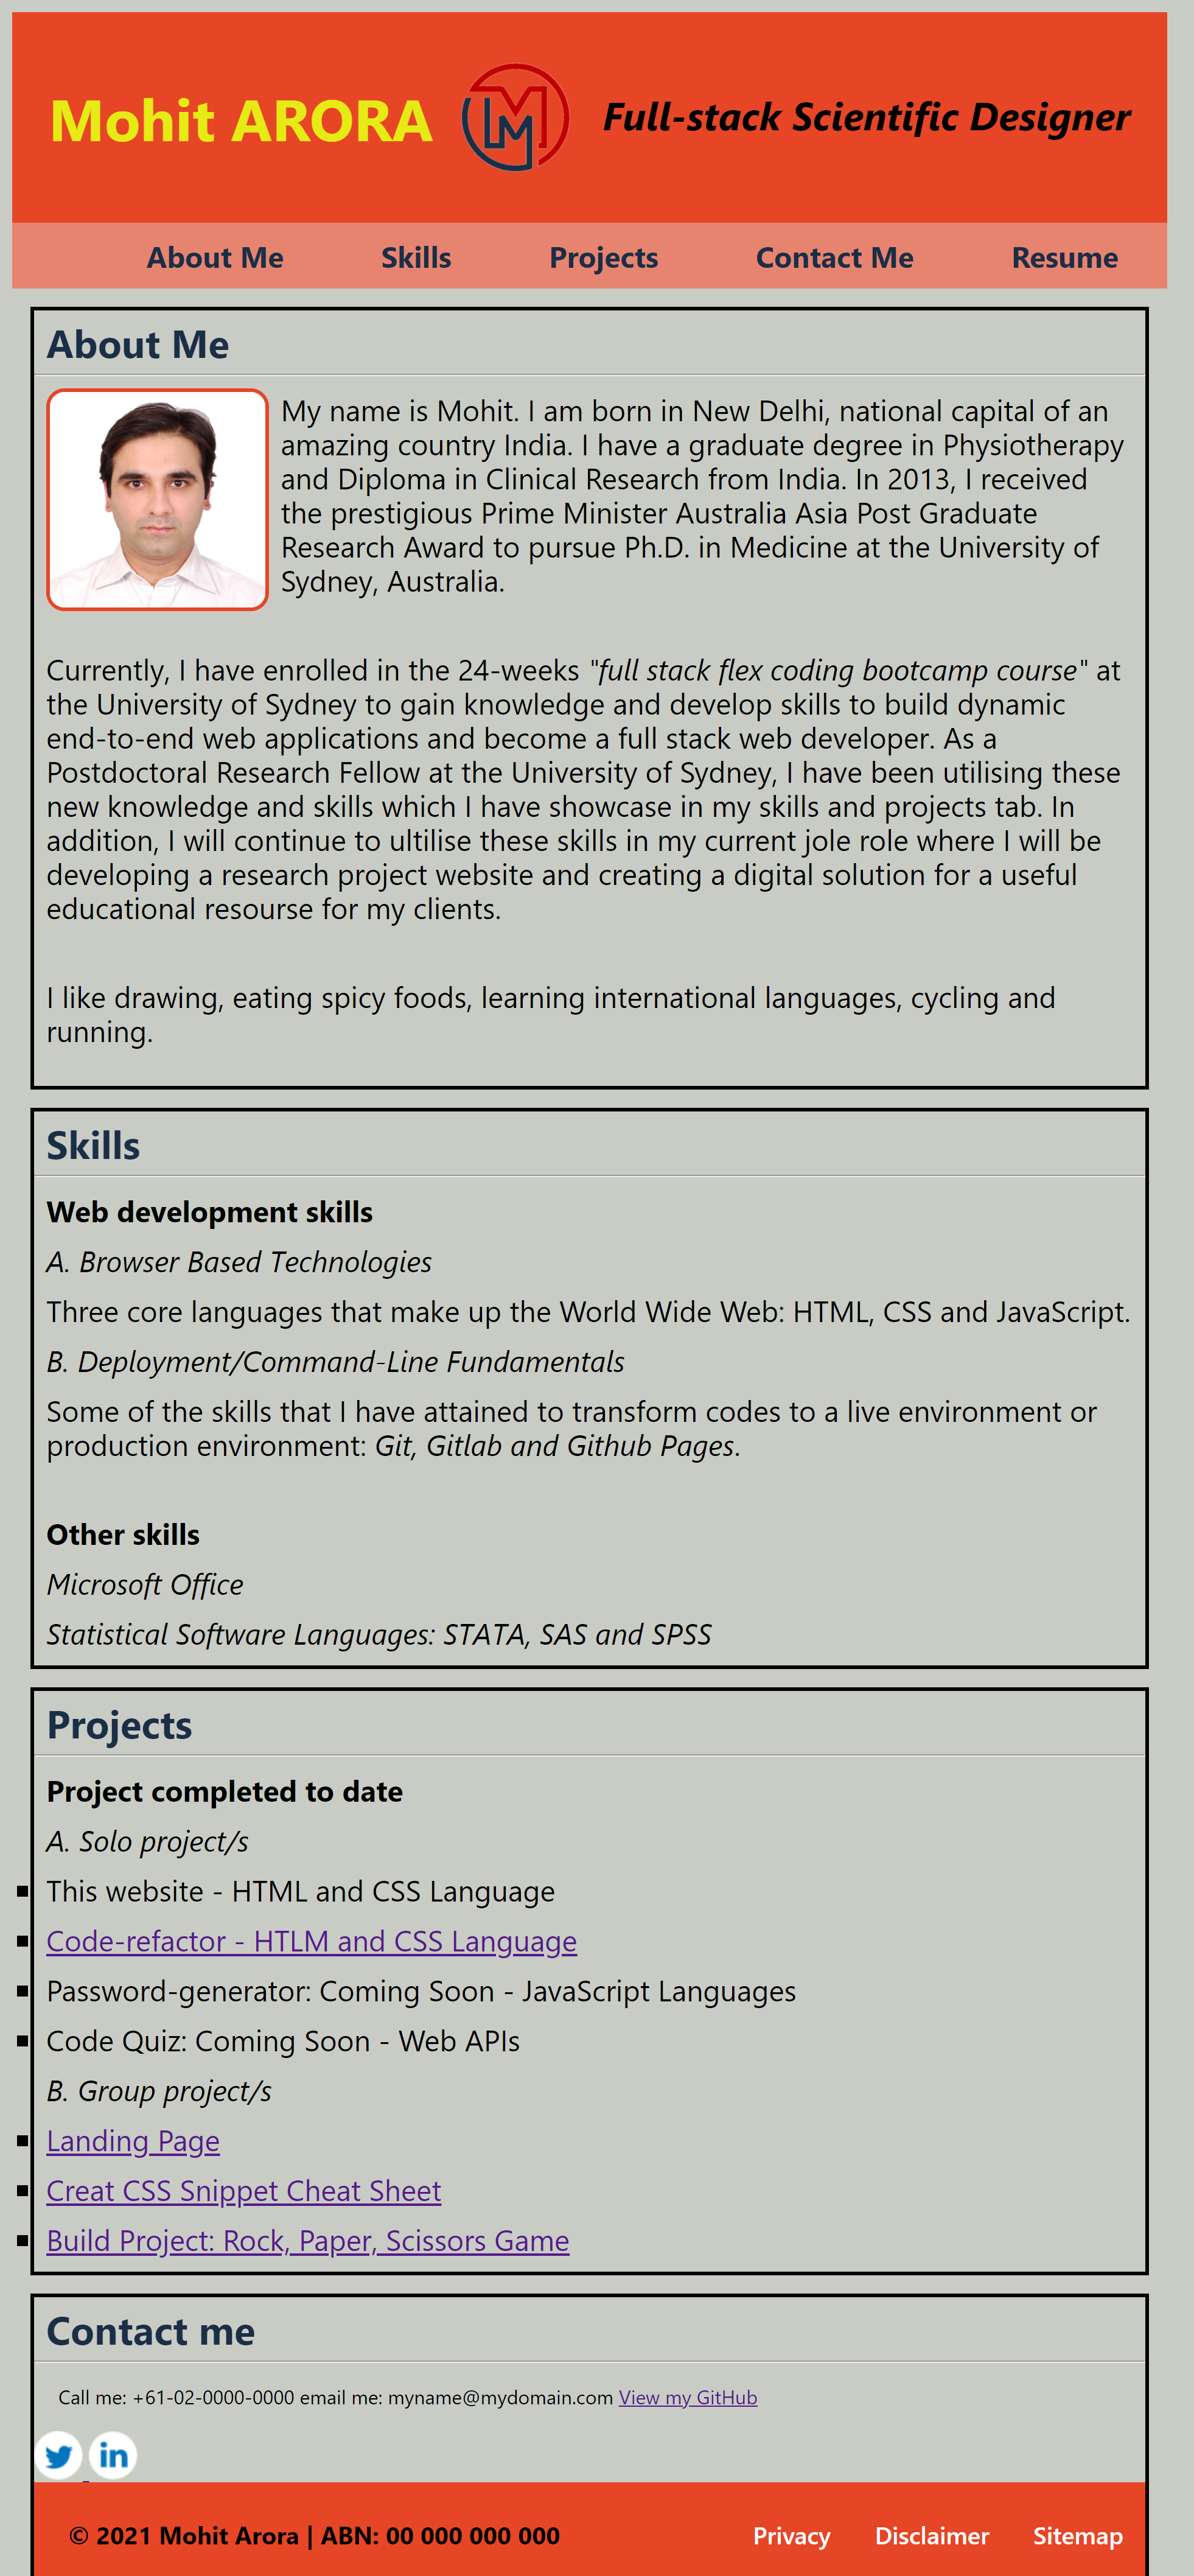 Mohit ARORA
Full-stack Scientific Designer
About Me Skills Projects Contact Me Resume
About Me
My name is Mohit. I am born in New Delhi, national capital of an
amazing country India. I have a graduate degree in Physiotherapy
and Diploma in Clinical Research from India. In 2013, I received
the prestigious Prime Minister Australia Asia Post Graduate
Research Award to pursue Ph.D. in Medicine at the University of
Sydney, Australia.
Currently, I have enrolled in the 24-weeks "full stack flex coding bootcamp course" at
the University of Sydney to gain knowledge and develop skills to build dynamic
end-to-end web applications and become a full stack web developer. As a
Postdoctoral Research Fellow at the University of Sydney, I have been utilising these
new knowledge and skills which I have showcase in my skills and projects tab. In
addition, I will continue to ultilise these skills in my current jole role where I will be
developing a research project website and creating a digital solution for a useful
educational resourse for my clients.
I like drawing, eating spicy foods, learning international languages, cycling and
running.
Skills
Web development skills
A. Browser Based Technologies
Three core languages that make up the World Wide Web: HTML, CSS and JavaScript.
B. Deployment/Command-Line Fundamentals
Some of the skills that I have attained to transform codes to a live environment or
production environment: Git, Gitlab and Github Pages.
Other skills
Microsoft Office
Statistical Software Languages: STATA, SAS and SPSS
Projects
Project completed to date
A. Solo project/s
This website - HTML and CSS Language
Code-refactor - HTLM and CSS Language
Password-generator: Coming Soon - JavaScript Languages
Code Quiz: Coming Soon - Web APIs
B. Group project/s
Landing Page
Creat CSS Snippet Cheat Sheet
Build Project: Rock, Paper, Scissors Game
Contact me
Call me: +61-02-0000-0000 email me: myname@mydomain.com View my GitHub
in
© 2021 Mohit Arora | ABN: 00 000 000 000 Privacy Disclaimer Sitemap